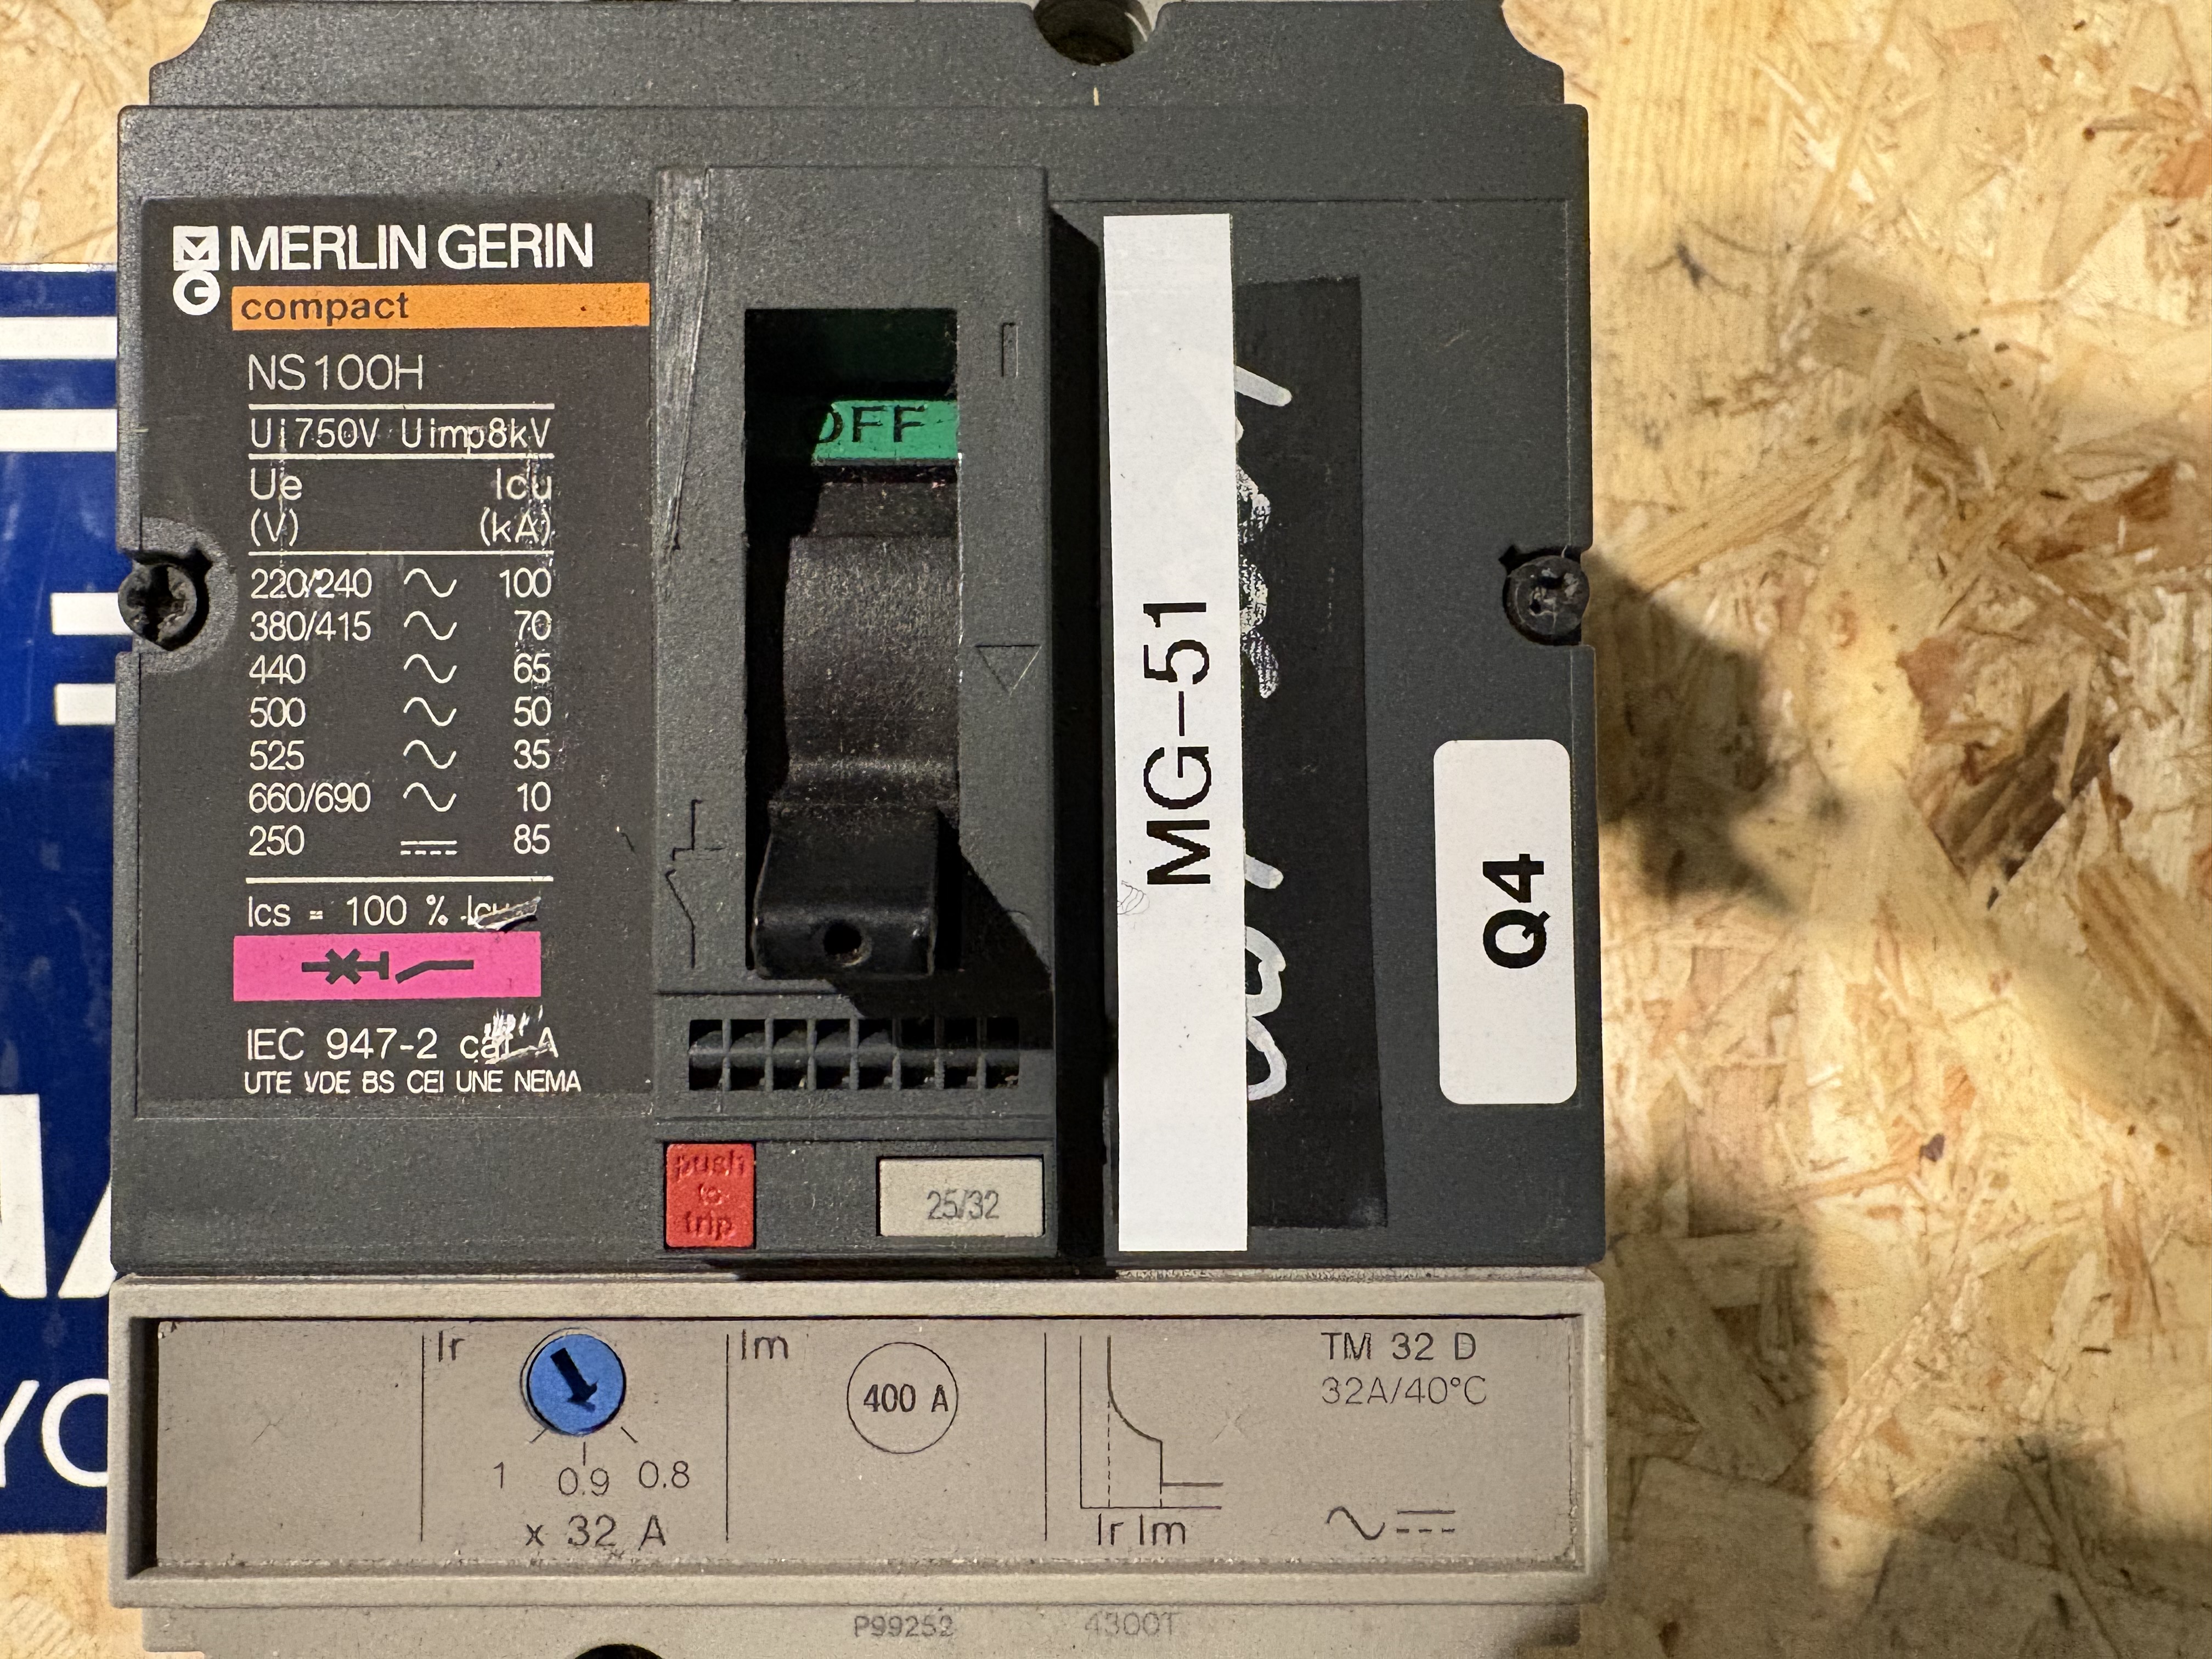 MERLIN GERIN
compact
NS100H
Ui 750V Uimp8kV
Ue Icu
(V) (kA)
220/240 100
380/415 70
440 65
500 50
525 35
660/690 10
250 85
Ics = 100 % Icu
IEC 947-2 cat A
UTE VDE BS CEI UNE NEMA
OFF
push
to
trip
25/32
MG-51
Q4
Ir
1 0.9 0.8
x 32 A
Im
400 A
Ir Im
TM 32 D
32A/40°C
P99252 4300T